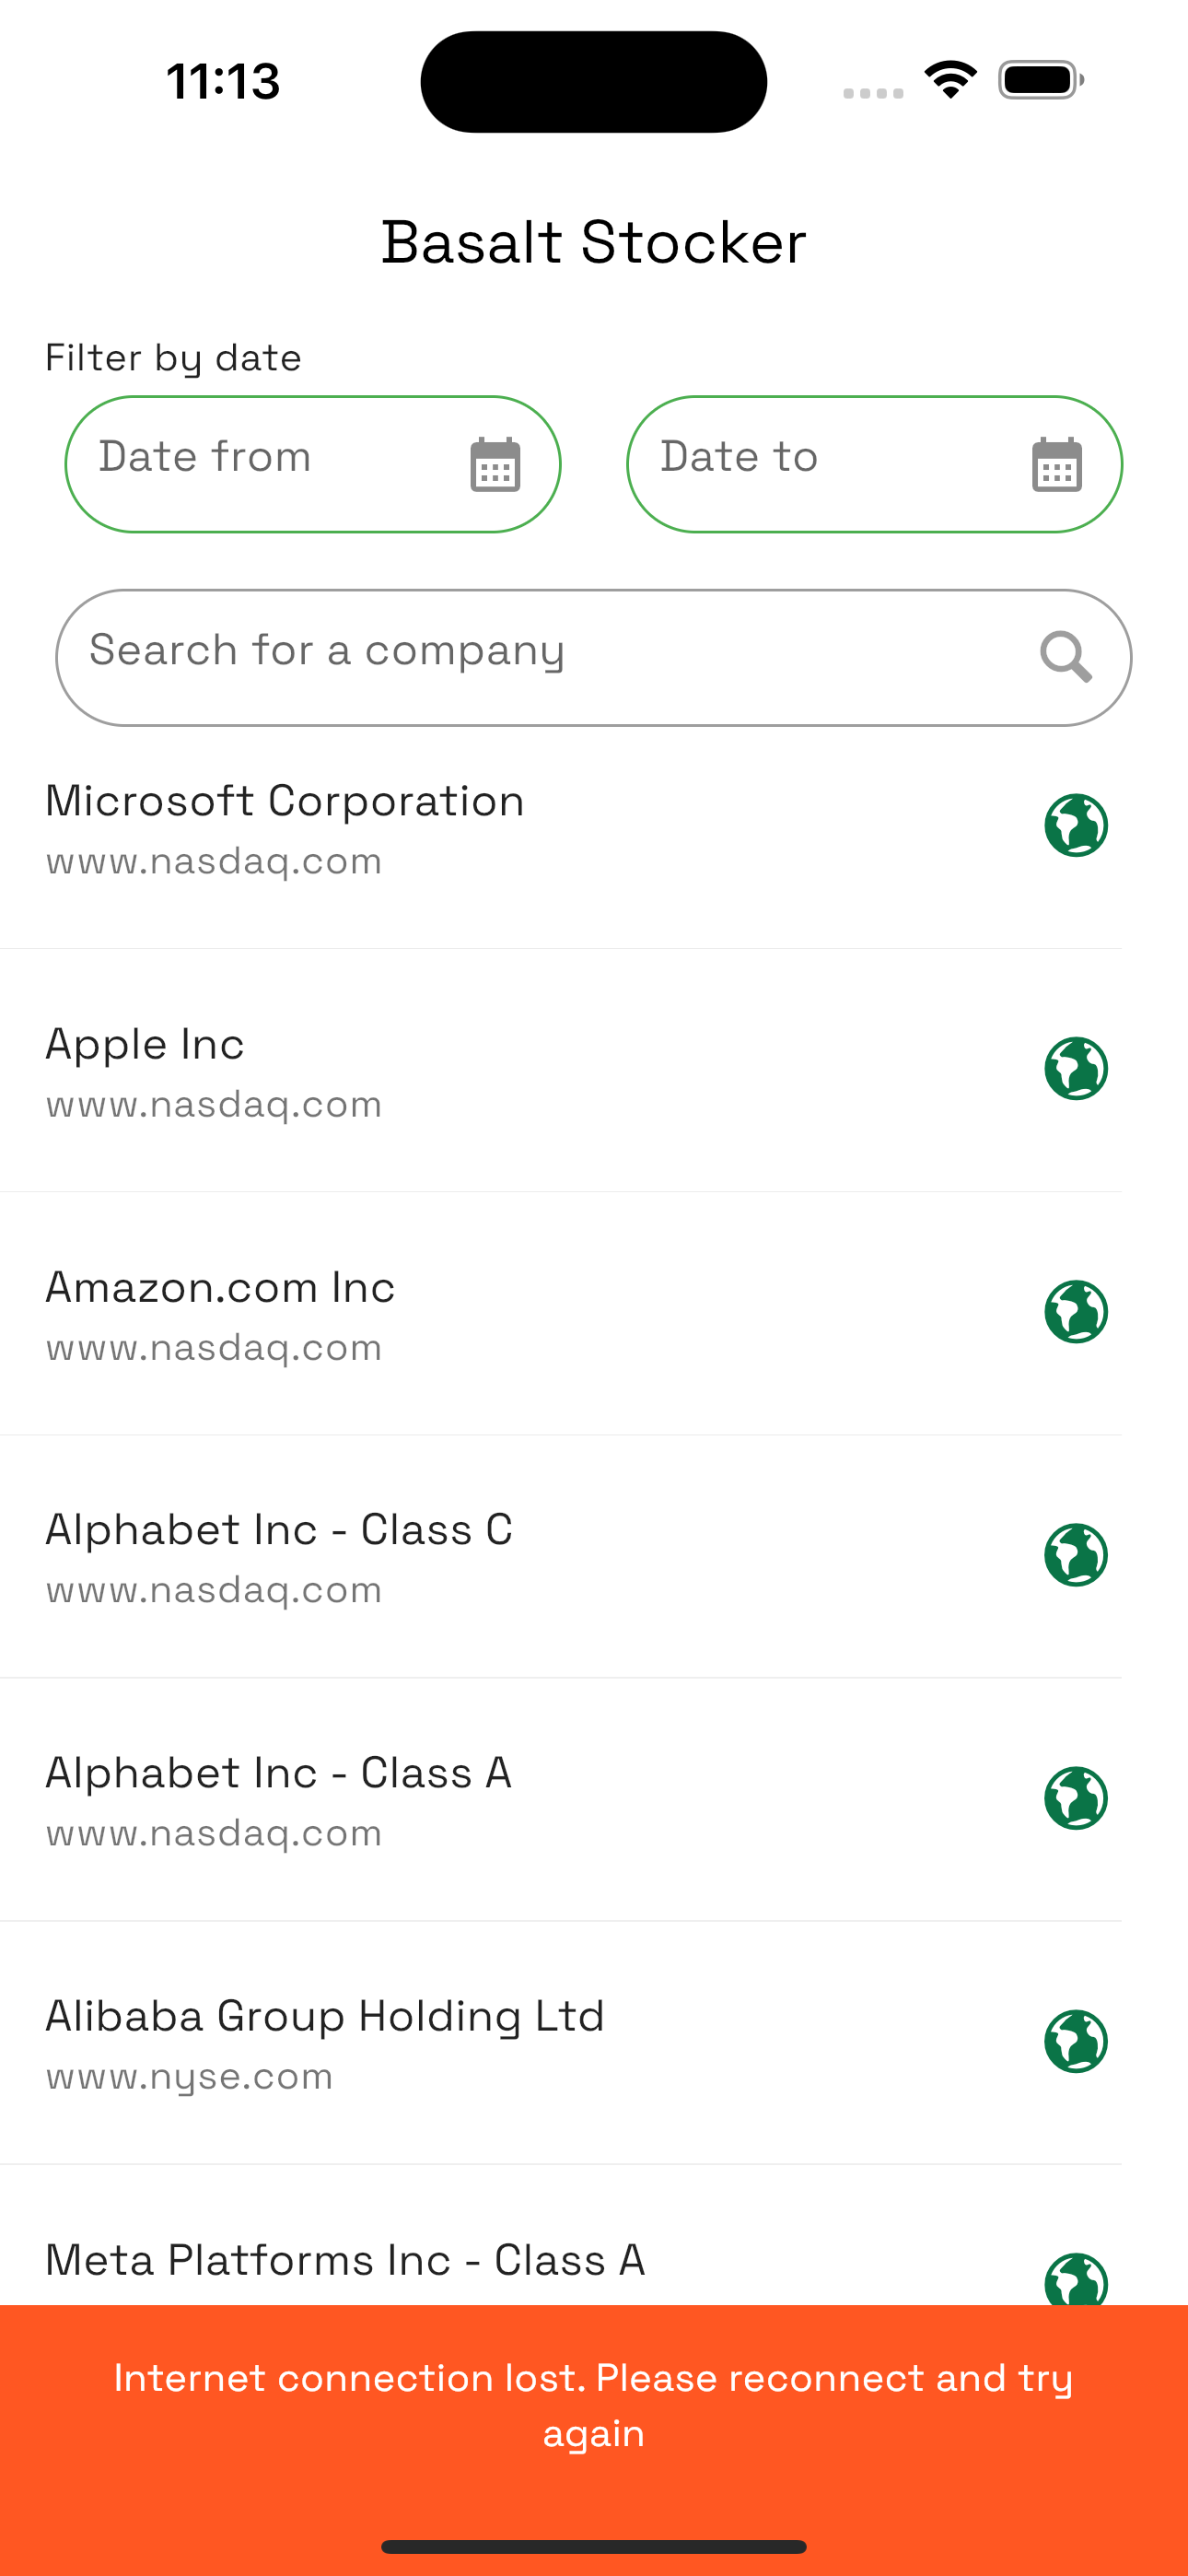 11:13
Basalt Stocker
Filter by date
Date from
Date to
Search for a company
Microsoft Corporation
www.nasdaq.com
Apple Inc
www.nasdaq.com
Amazon.com Inc
www.nasdaq.com
Alphabet Inc - Class C
www.nasdaq.com
Alphabet Inc - Class A
www.nasdaq.com
Alibaba Group Holding Ltd
www.nyse.com
Meta Platforms Inc - Class A
Internet connection lost. Please reconnect and try
again